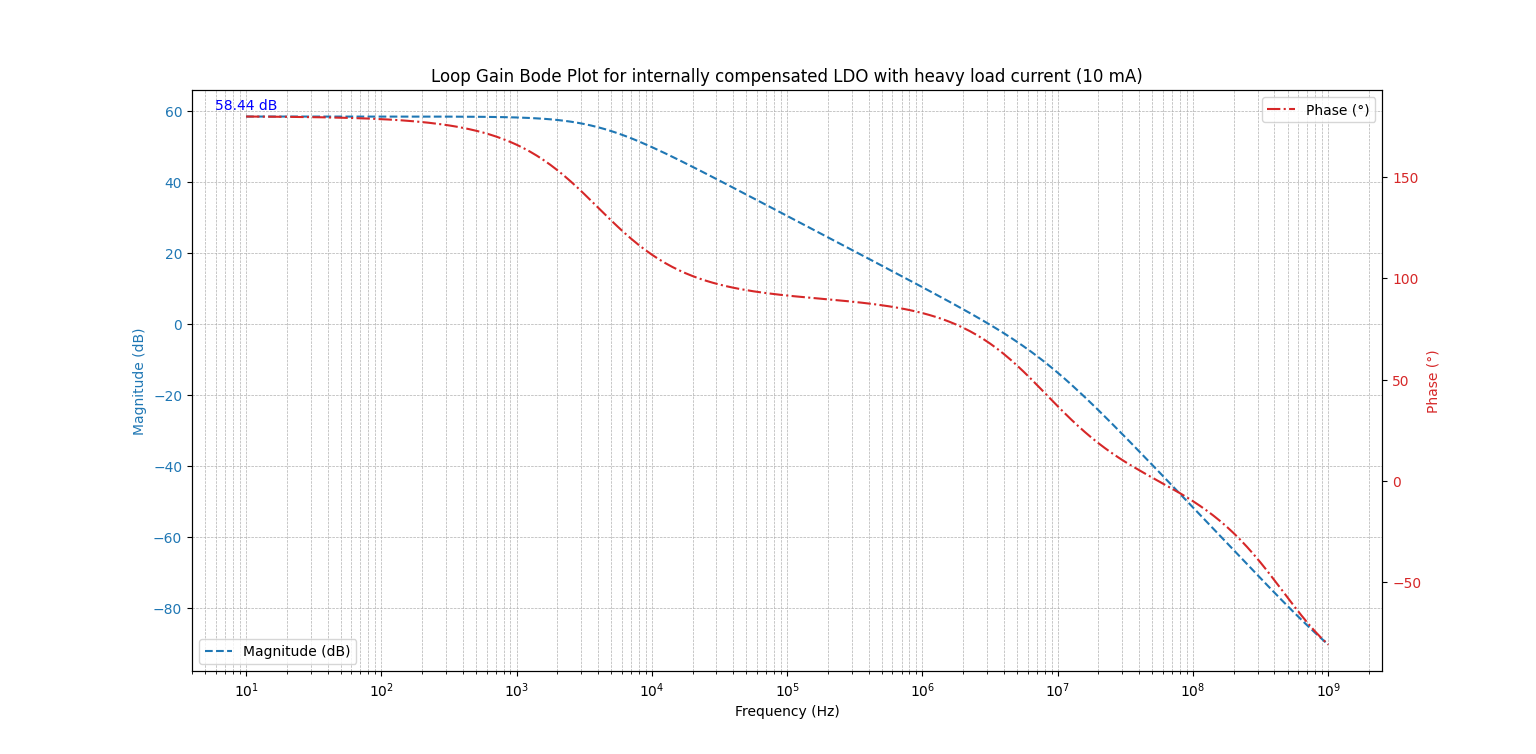 Loop Gain Bode Plot for internally compensated LDO with heavy load current (10 mA)
58.44 dB
Phase (°)
60
40
20
0
−20
−40
−60
−80
Magnitude (dB)
150
100
50
0
−50
Phase (°)
Magnitude (dB)
10¹ 10² 10³ 10⁴ 10⁵ 10⁶ 10⁷ 10⁸ 10⁹
Frequency (Hz)